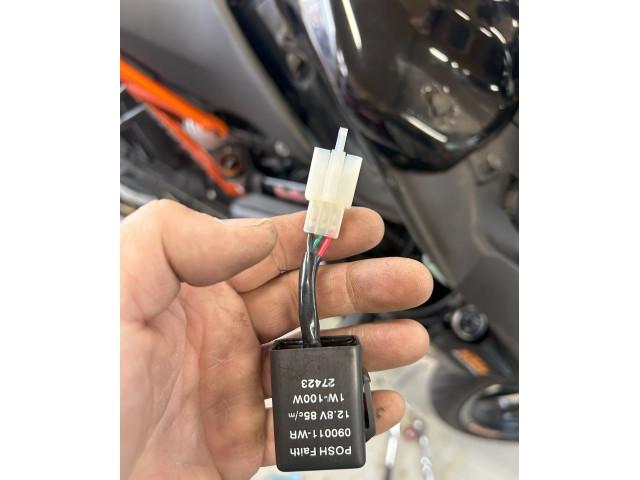 POSH Faith
090011-WR
12.8V 85c/m
1W-100W
27423